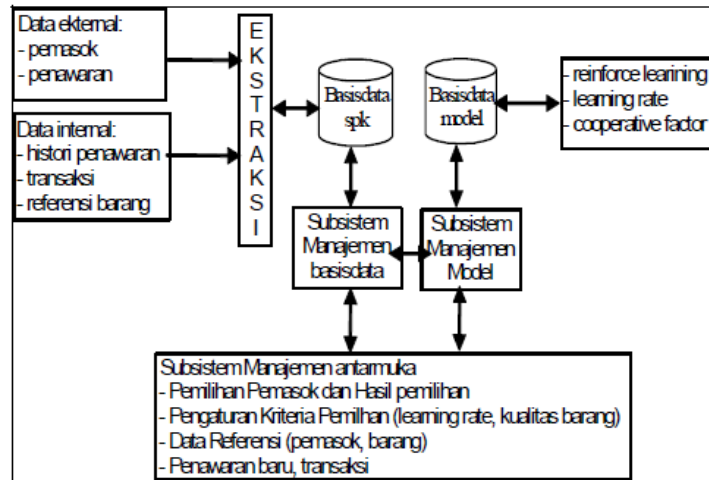 Data ekternal:
- pemasok
- penawaran
Data internal:
- histori penawaran
- transaksi
- referensi barang
E
K
S
T
R
A
K
S
I
Basisdata
spk
Basisdata
model
- reinforce learining
- learning rate
- cooperative factor
Subsistem
Manajemen
basisdata
Subsistem
Manajemen
Model
Subsistem Manajemen antarmuka
- Pemilihan Pemasok dan Hasil pemilihan
- Pengaturan Kriteria Pemilhan (learning rate, kualitas barang)
- Data Referensi (pemasok, barang)
- Penawaran baru, transaksi